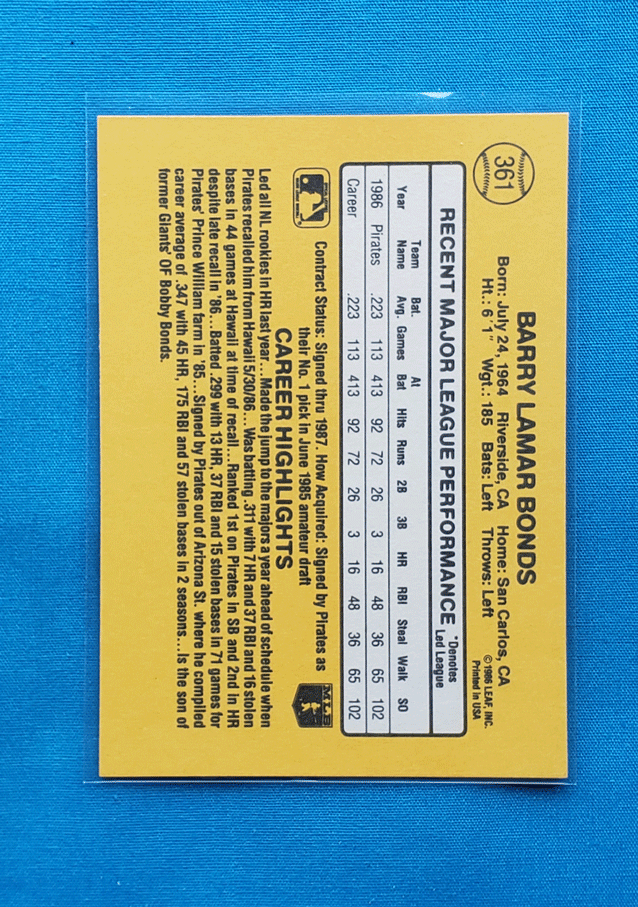 361
BARRY LAMAR BONDS
Born: July 24, 1964 Riverside, CA Home: San Carlos, CA
Ht.: 6'1" Wgt.: 185 Bats: Left Throws: Left
©1986 LEAF, INC.
Printed in USA
RECENT MAJOR LEAGUE PERFORMANCE *Denotes
Led League
Team Bat. At
Year Name Avg. Games Bat Hits Runs 2B 3B HR RBI Steal Walk SO
1986 Pirates .223 113 413 92 72 26 3 16 48 36 65 102
Career .223 113 413 92 72 26 3 16 48 36 65 102
Contract Status: Signed thru 1987. How Acquired: Signed by Pirates as
their No. 1 pick in June 1985 amateur draft
MLB
CAREER HIGHLIGHTS
Led all NL rookies in HR last year...Made the jump to the majors a year ahead of schedule when
Pirates recalled him from Hawaii 5/30/86...Was batting .311 with 7 HR and 37 RBI and 16 stolen
bases in 44 games at Hawaii at time of recall...Ranked 1st on Pirates in SB and 2nd in HR
despite late recall in '86...Batted .299 with 13 HR, 37 RBI and 15 stolen bases in 71 games for
Pirates' Prince William farm in '85...Signed by Pirates out of Arizona St. where he compiled
career average of .347 with 45 HR, 175 RBI and 57 stolen bases in 2 seasons...Is the son of
former Giants' OF Bobby Bonds.